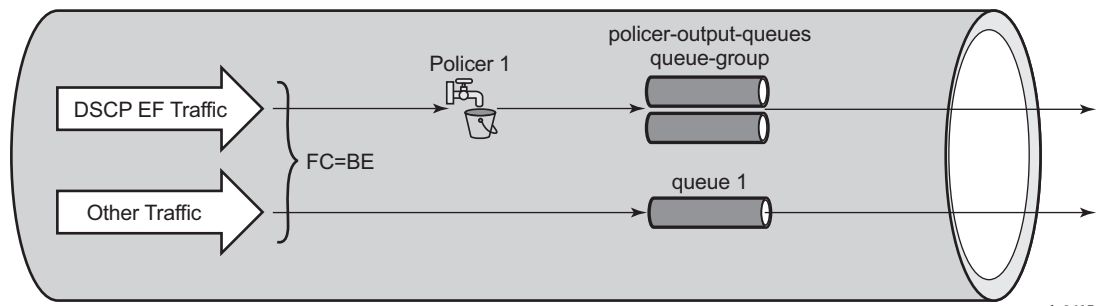 policer-output-queues
queue-group
Policer 1
DSCP EF Traffic
FC=BE
queue 1
Other Traffic